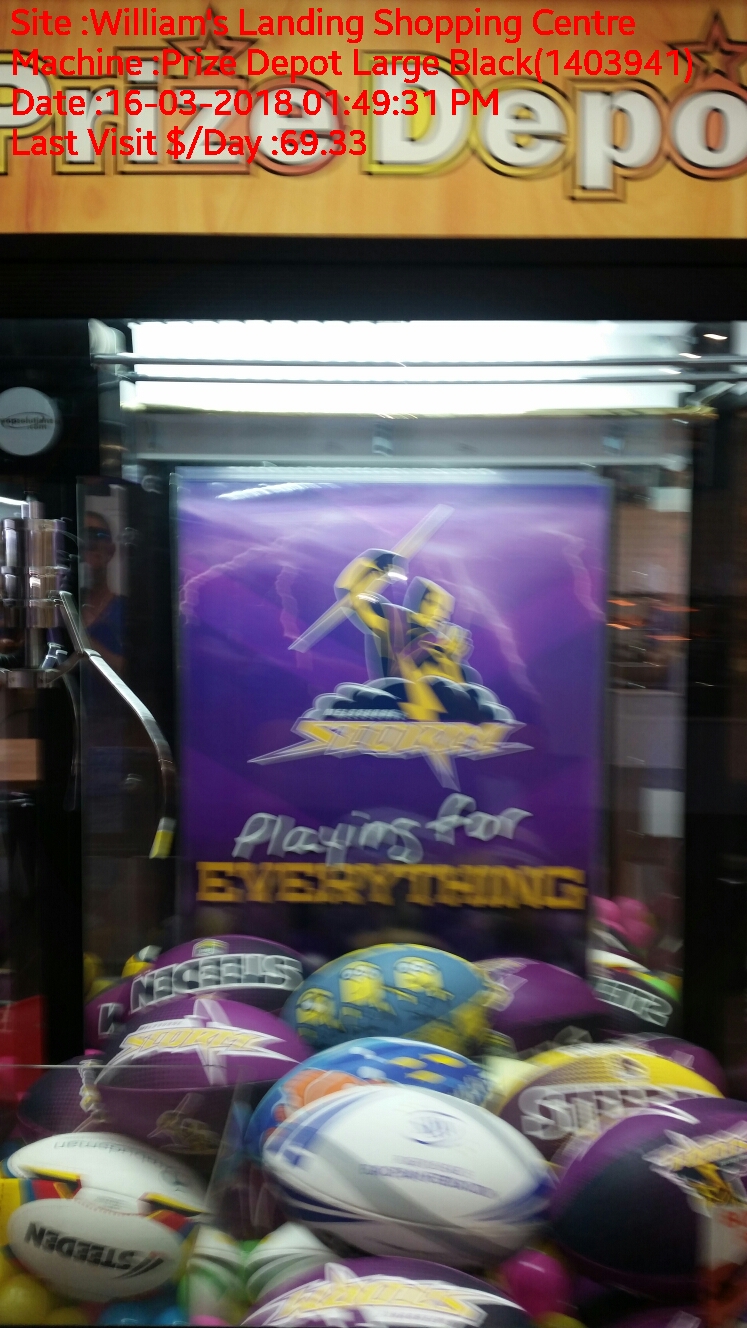 Site :William's Landing Shopping Centre
Machine :Prize Depot Large Black(1403941)
Date :16-03-2018 01:49:31 PM
Last Visit $/Day :69.33
Prize Depo
STORM
Playing for
EVERYTHING
STEEDEN
STORM
STEEDEN